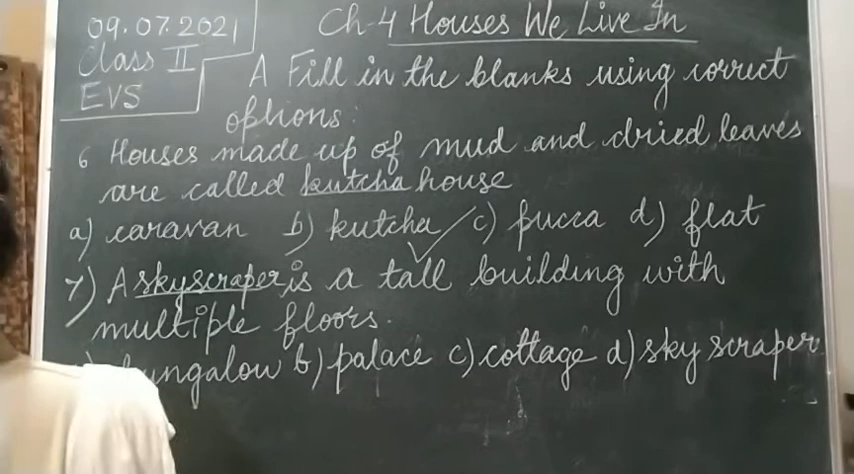 09.07.2021
Class II
EVS
Ch-4 Houses We Live In
A Fill in the blanks using correct
options:
6 Houses made up of mud and dried leaves
are called kutcha house
a) caravan b) kutcha ✓ c) pucca d) flat
7) A skyscraper is a tall building with
multiple floors.
bungalow b) palace c) cottage d) sky scraper